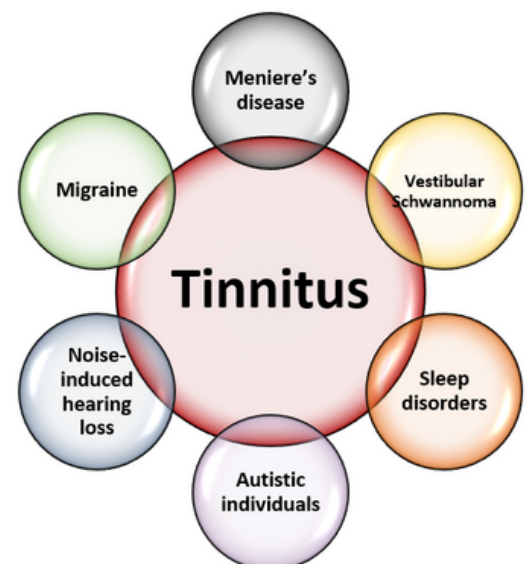 Meniere's
disease
Vestibular
Schwannoma
Migraine
Tinnitus
Noise-
induced
hearing
loss
Sleep
disorders
Autistic
individuals